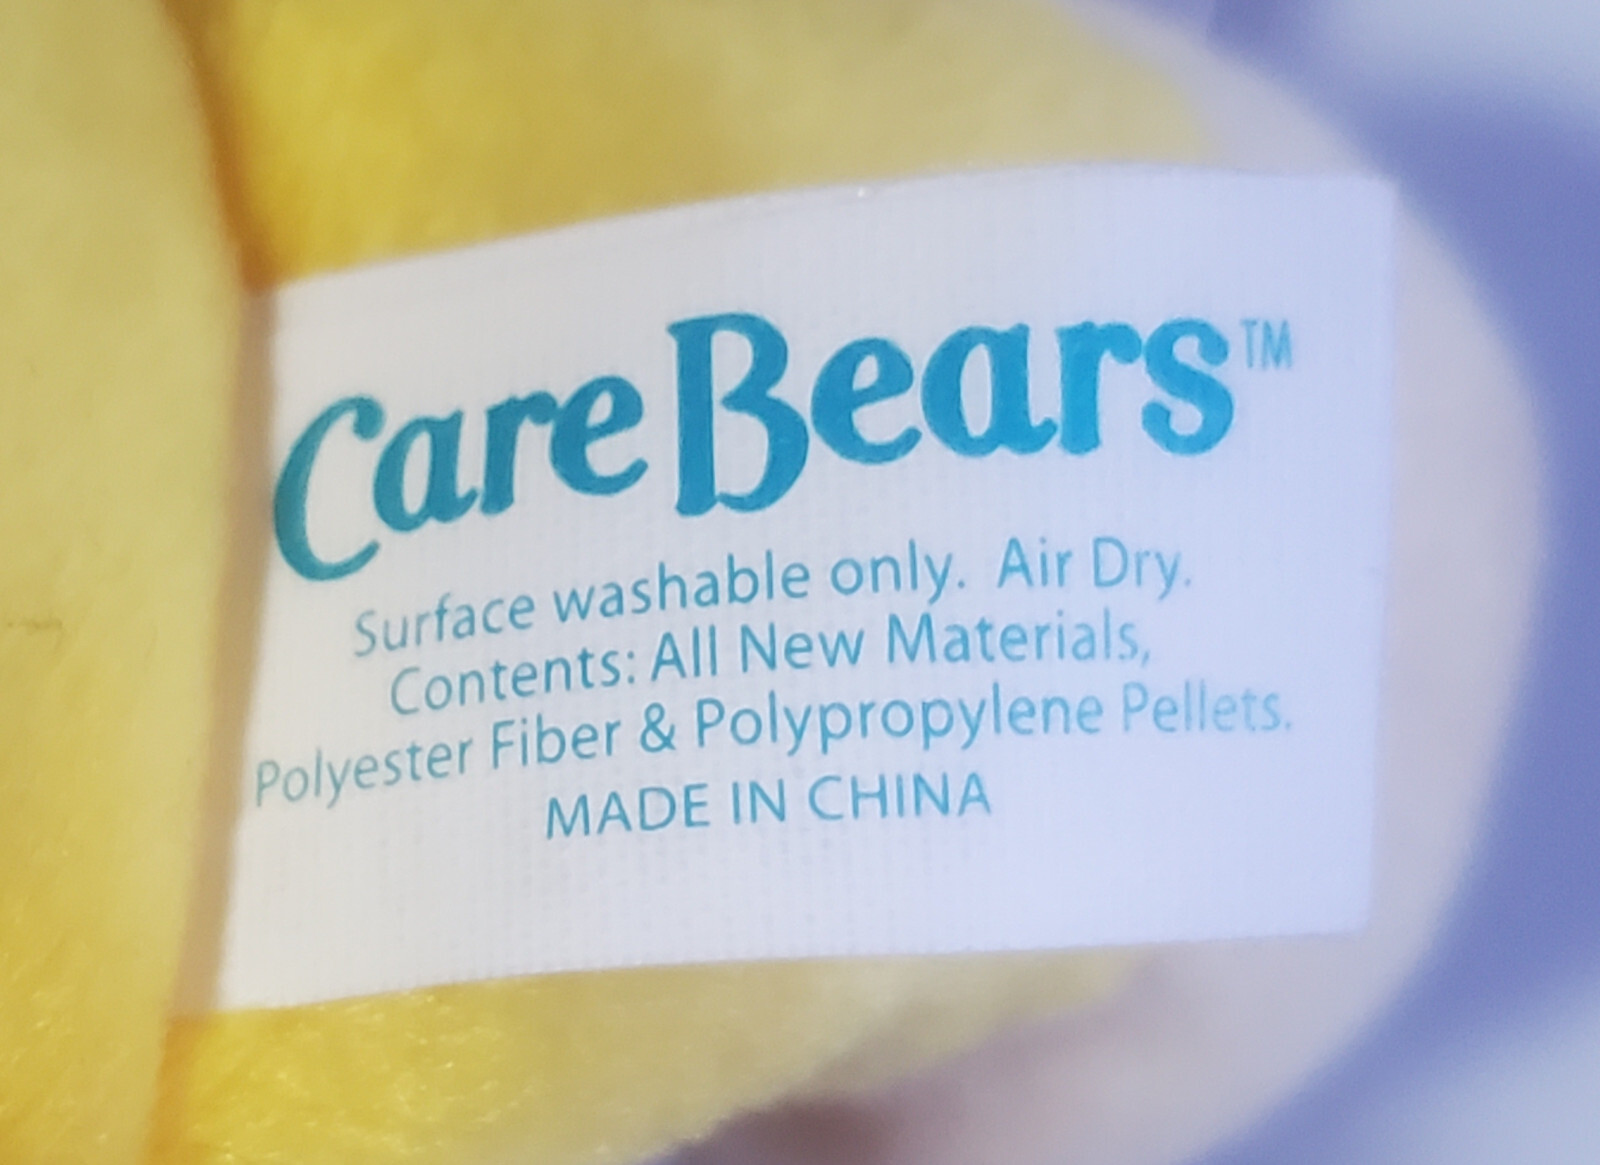 Care Bears™
Surface washable only. Air Dry.
Contents: All New Materials,
Polyester Fiber & Polypropylene Pellets.
MADE IN CHINA